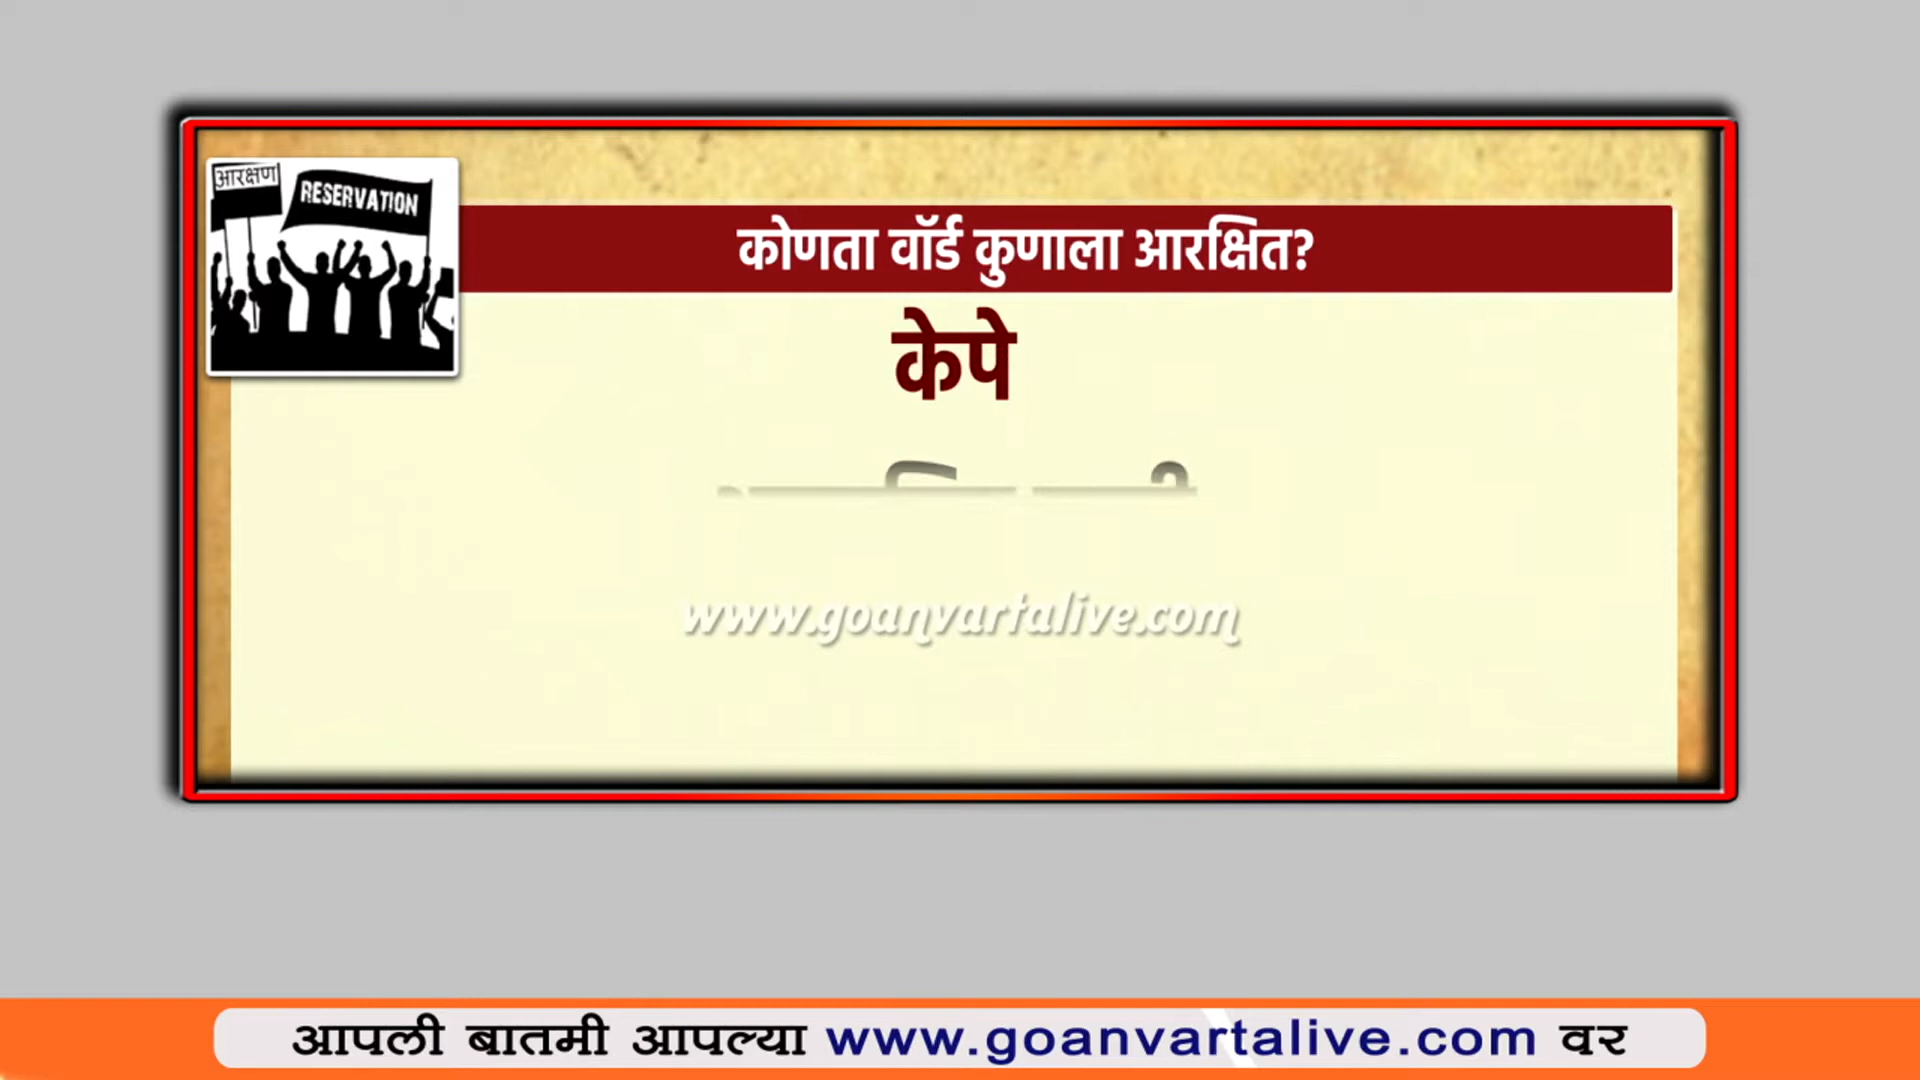 आरक्षण
RESERVATION
कोणता वॉर्ड कुणाला आरक्षित?
केपे
www.goanvartalive.com
आपली बातमी आपल्या www.goanvartalive.com वर